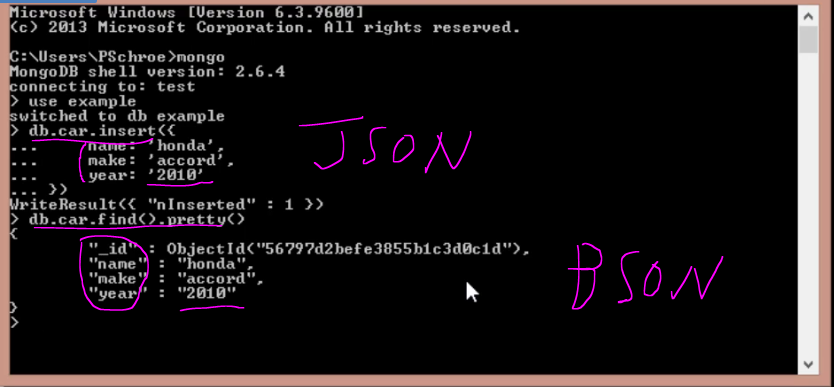 Microsoft Windows [Version 6.3.9600]
(c) 2013 Microsoft Corporation. All rights reserved.
C:\Users\PSchroe>mongo
MongoDB shell version: 2.6.4
connecting to: test
> use example
switched to db example
> db.car.insert({
... name: 'honda',
... make: 'accord',
... year: '2010'
... })
JSON
WriteResult({ "nInserted" : 1 })
> db.car.find().pretty()
{
"_id" : ObjectId("56797d2befe3855b1c3d0c1d"),
"name" : "honda",
"make" : "accord",
"year" : "2010"
}
>
BSON